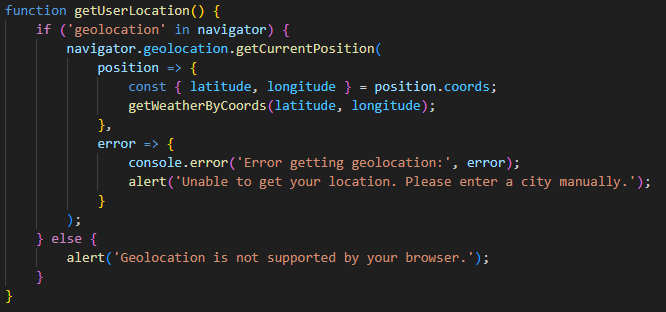 function getUserLocation() {
    if ('geolocation' in navigator) {
        navigator.geolocation.getCurrentPosition(
            position => {
                const { latitude, longitude } = position.coords;
                getWeatherByCoords(latitude, longitude);
            },
            error => {
                console.error('Error getting geolocation:', error);
                alert('Unable to get your location. Please enter a city manually.');
            }
        );
    } else {
        alert('Geolocation is not supported by your browser.');
    }
}